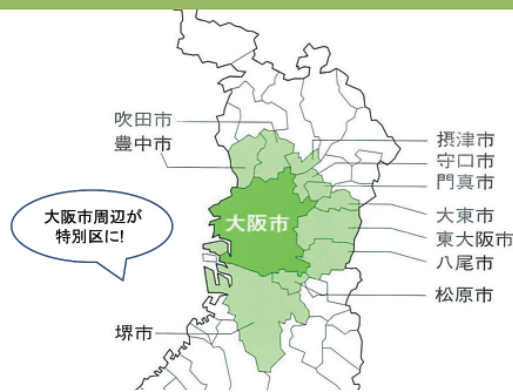 吹田市
豊中市
摂津市
守口市
門真市
大阪市
大東市
東大阪市
八尾市
松原市
堺市
大阪市周辺が
特別区に!